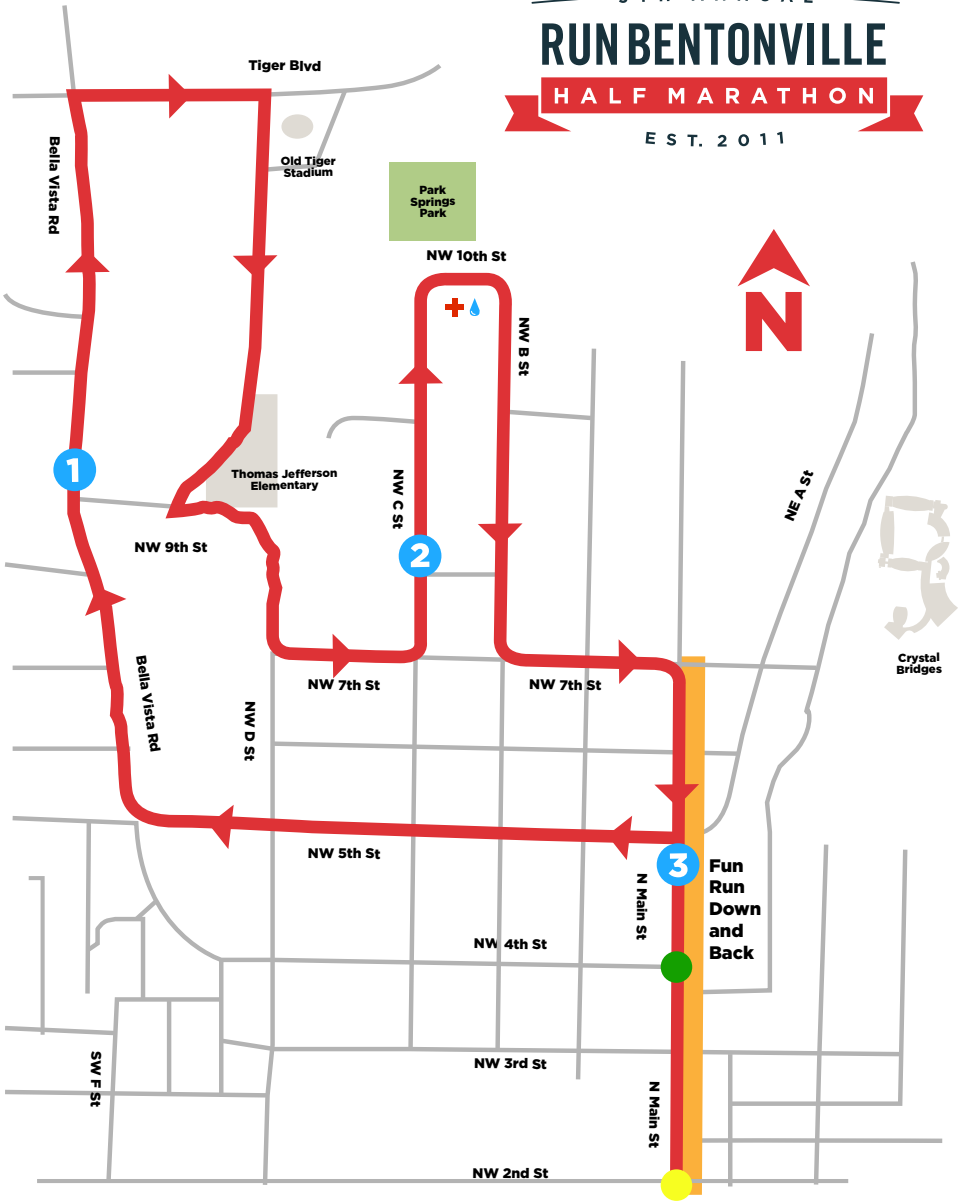 RUN BENTONVILLE
HALF MARATHON
EST. 2011
Tiger Blvd
Bella Vista Rd
Old Tiger
Stadium
Park
Springs
Park
NW 10th St
N
NW B St
1
Thomas Jefferson
Elementary
NW C St
NE A St
NW 9th St
2
Crystal
Bridges
Bella Vista Rd
NW 7th St
NW 7th St
NW D St
NW 5th St
3
Fun
Run
Down
and
Back
N Main St
NW 4th St
NW 3rd St
SW F St
N Main St
NW 2nd St